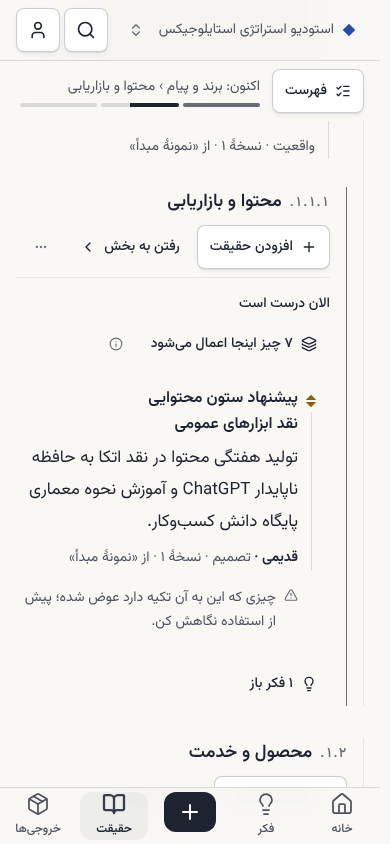 استودیو استراتژی استایلوجیکس
فهرست
اکنون: برند و پیام › محتوا و بازاریابی
واقعیت · نسخهٔ ۱ · از «نمونهٔ مبدأ»
۱.۱.۱. محتوا و بازاریابی
افزودن حقیقت
رفتن به بخش
الان درست است
۷ چیز اینجا اعمال می‌شود
پیشنهاد ستون محتوایی
نقد ابزارهای عمومی
تولید هفتگی محتوا در نقد اتکا به حافظه
ناپایدار ChatGPT و آموزش نحوه معماری
پایگاه دانش کسب‌وکار.
قدیمی · تصمیم · نسخهٔ ۱ · از «نمونهٔ مبدأ»
چیزی که این به آن تکیه دارد عوض شده؛ پیش
از استفاده نگاهش کن.
۱ فکر باز
۱.۲. محصول و خدمت
خانه
فکر
حقیقت
خروجی‌ها